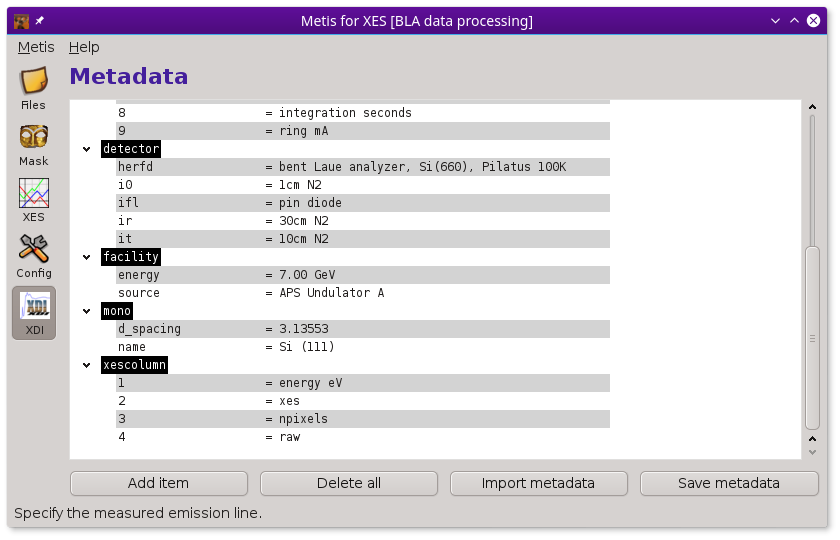 Metis for XES [BLA data processing]
Metis Help
Files
Mask
XES
Config
XDI
XDI
Metadata
8 = integration seconds
9 = ring mA
detector
herfd = bent Laue analyzer, Si(660), Pilatus 100K
i0 = 1cm N2
ifl = pin diode
ir = 30cm N2
it = 10cm N2
facility
energy = 7.00 GeV
source = APS Undulator A
mono
d_spacing = 3.13553
name = Si (111)
xescolumn
1 = energy eV
2 = xes
3 = npixels
4 = raw
Add item Delete all Import metadata Save metadata
Specify the measured emission line.